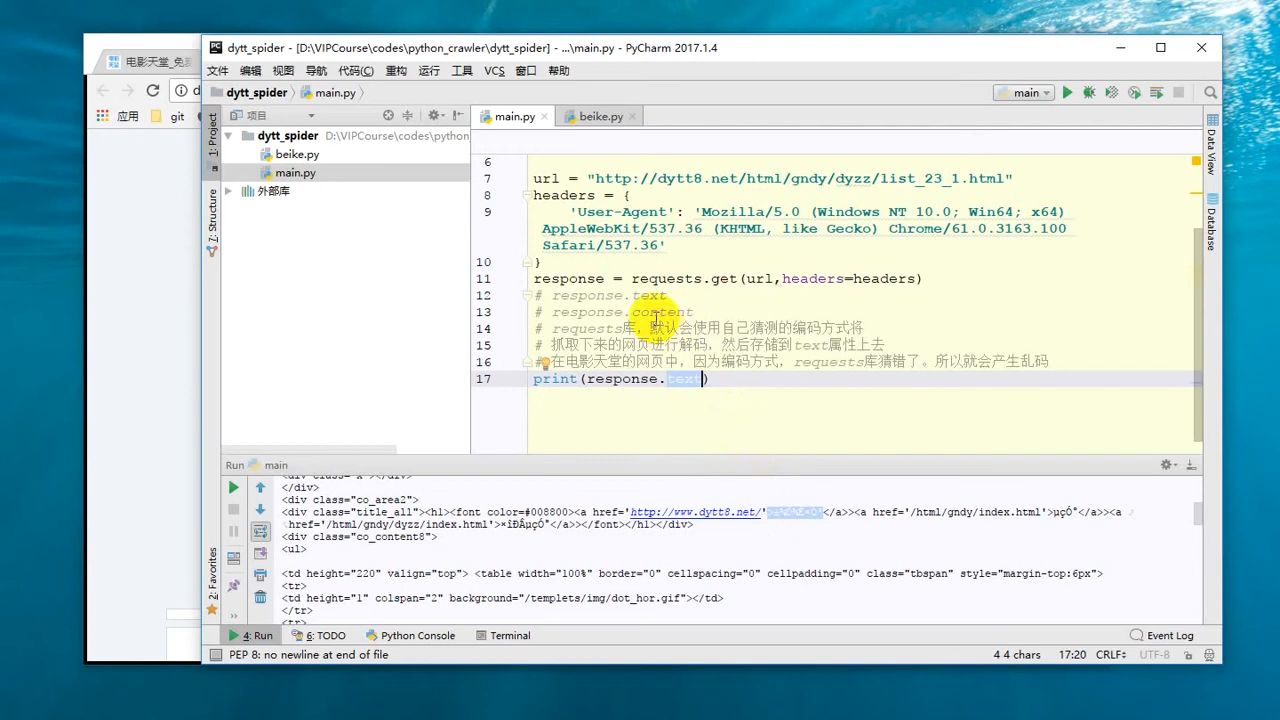 电影天堂_免
dytt_spider - [D:\VIPCourse\codes\python_crawler\dytt_spider] - ...\main.py - PyCharm 2017.1.4
文件 编辑 视图 导航 代码(C) 重构 运行 工具 VCS 窗口 帮助
dytt_spider main.py main
应用 git
项目
main.py beike.py
1: Project
dytt_spider D:\VIPCourse\codes\python_
beike.py
main.py
外部库
7: Structure
Data View
Database
6
7 url = "http://dytt8.net/html/gndy/dyzz/list_23_1.html"
8 headers = {
9 'User-Agent': 'Mozilla/5.0 (Windows NT 10.0; Win64; x64)
AppleWebKit/537.36 (KHTML, like Gecko) Chrome/61.0.3163.100
Safari/537.36'
10 }
11 response = requests.get(url,headers=headers)
12 # response.text
13 # response.content
14 # requests库，默认会使用自己猜测的编码方式将
15 # 抓取下来的网页进行解码，然后存储到text属性上去
16 # 在电影天堂的网页中，因为编码方式，requests库猜错了。所以就会产生乱码
17 print(response.text)
Run main
</div>
<div class="co_area2">
<div class="title_all"><h1><font color=#008800><a href='http://www.dytt8.net/' </a>><a href='/html/gndy/index.html'>µçÓ°</a><a
href='/html/gndy/dyzz/index.html'>×îÐÂµçÓ°</a></font></h1></div>
<div class="co_content8">
<ul>
<td height="220" valign="top"> <table width="100%" border="0" cellspacing="0" cellpadding="0" class="tbspan" style="margin-top:6px">
<tr>
<td height="1" colspan="2" background="/templets/img/dot_hor.gif"></td>
</tr>
<tr>
2: Favorites
4: Run 6: TODO Python Console Terminal Event Log
PEP 8: no newline at end of file 4 4 chars 17:20 CRLF UTF-8